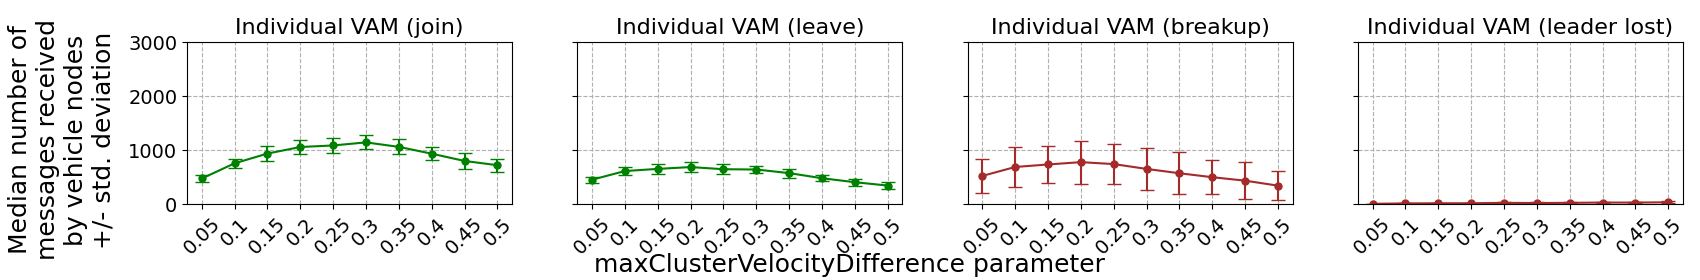 Median number of
messages received
by vehicle nodes
+/- std. deviation
Individual VAM (join)
3000
2000
1000
0
0.05 0.1 0.15 0.2 0.25 0.3 0.35 0.4 0.45 0.5
Individual VAM (leave)
0.05 0.1 0.15 0.2 0.25 0.3 0.35 0.4 0.45 0.5
Individual VAM (breakup)
0.05 0.1 0.15 0.2 0.25 0.3 0.35 0.4 0.45 0.5
Individual VAM (leader lost)
0.05 0.1 0.15 0.2 0.25 0.3 0.35 0.4 0.45 0.5
maxClusterVelocityDifference parameter